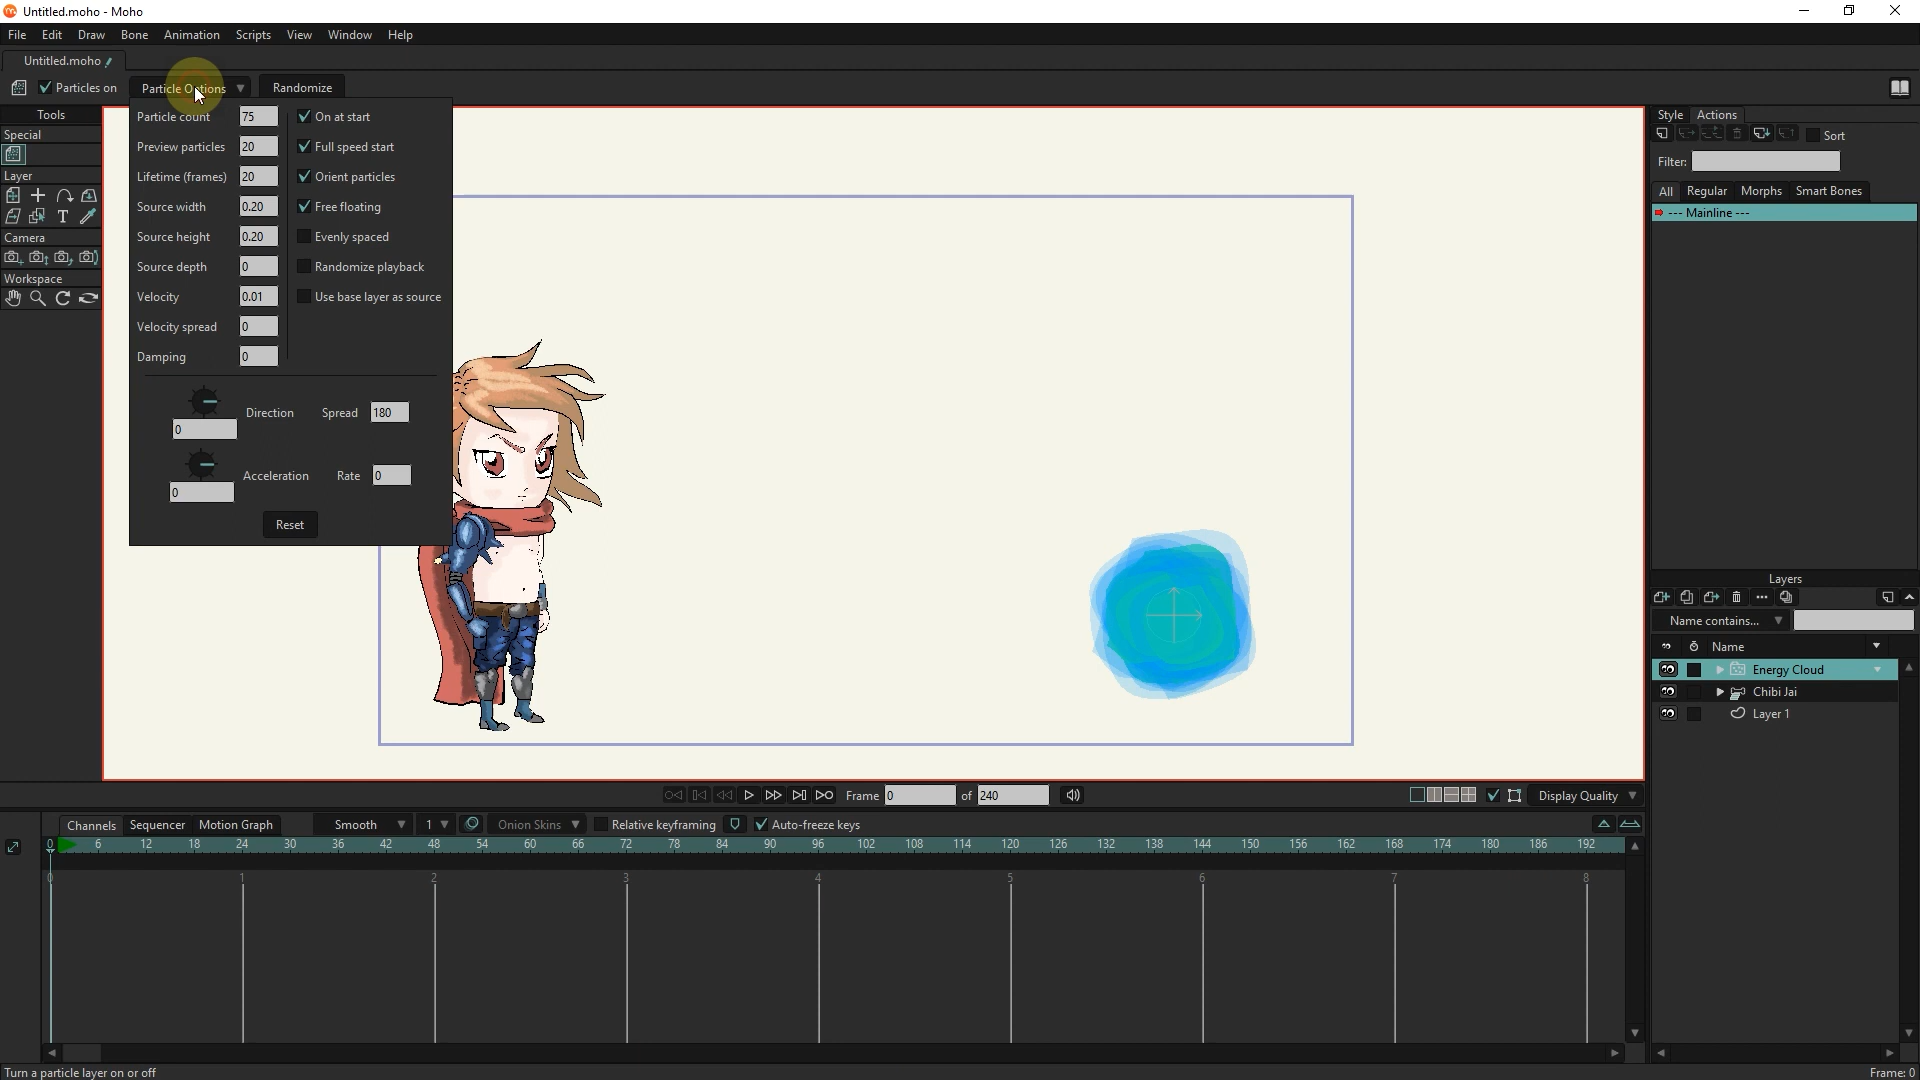 Untitled.moho - Moho
File Edit Draw Bone Animation Scripts View Window Help
Untitled.moho
Particles on Particle Options Randomize
Tools
Special
Layer
T
Camera
Workspace
Particle count 75
Preview particles 20
Lifetime (frames) 20
Source width 0.20
Source height 0.20
Source depth 0
Velocity 0.01
Velocity spread 0
Damping 0
On at start
Full speed start
Orient particles
Free floating
Evenly spaced
Randomize playback
Use base layer as source
Direction Spread 180
0
Acceleration Rate 0
0
Reset
Style Actions
Sort
Filter:
All Regular Morphs Smart Bones
--- Mainline ---
Layers
Name contains...
Name
Energy Cloud
Chibi Jai
Layer 1
Frame 0 of 240
Display Quality
Channels Sequencer Motion Graph Smooth 1 Onion Skins Relative keyframing Auto-freeze keys
0 6 12 18 24 30 36 42 48 54 60 66 72 78 84 90 96 102 108 114 120 126 132 138 144 150 156 162 168 174 180 186 192
0 1 2 3 4 5 6 7 8
Turn a particle layer on or off
Frame: 0